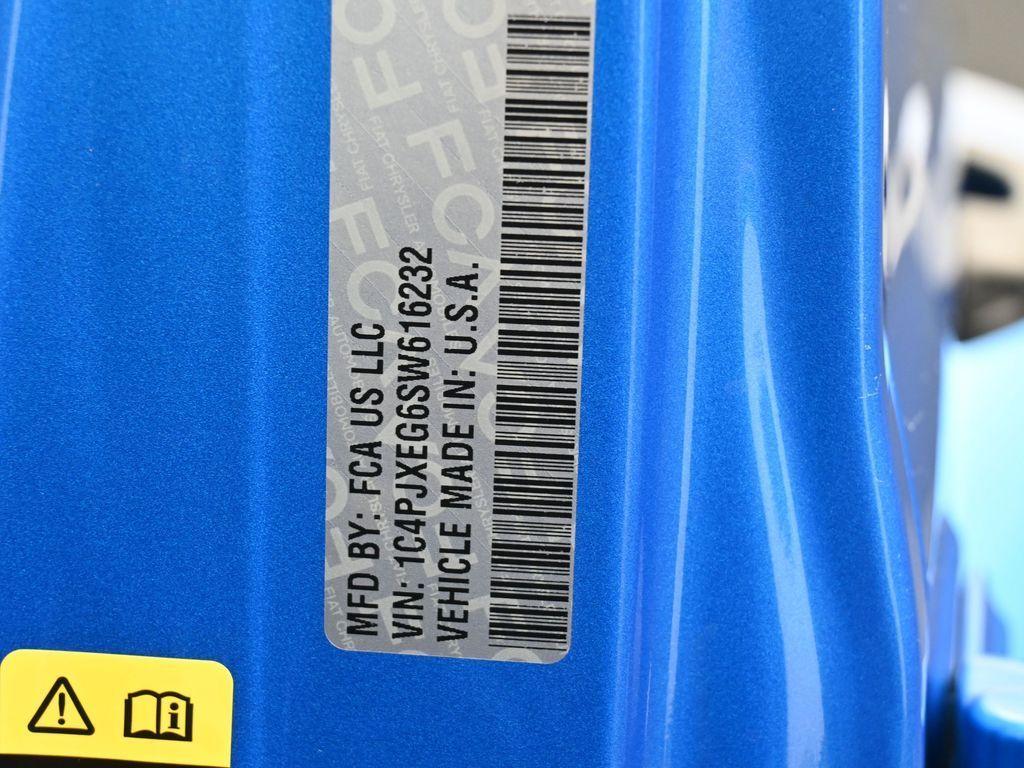 MFD BY: FCA US LLC
VIN: 1C4PJXEG6SW616232
VEHICLE MADE IN: U.S.A.